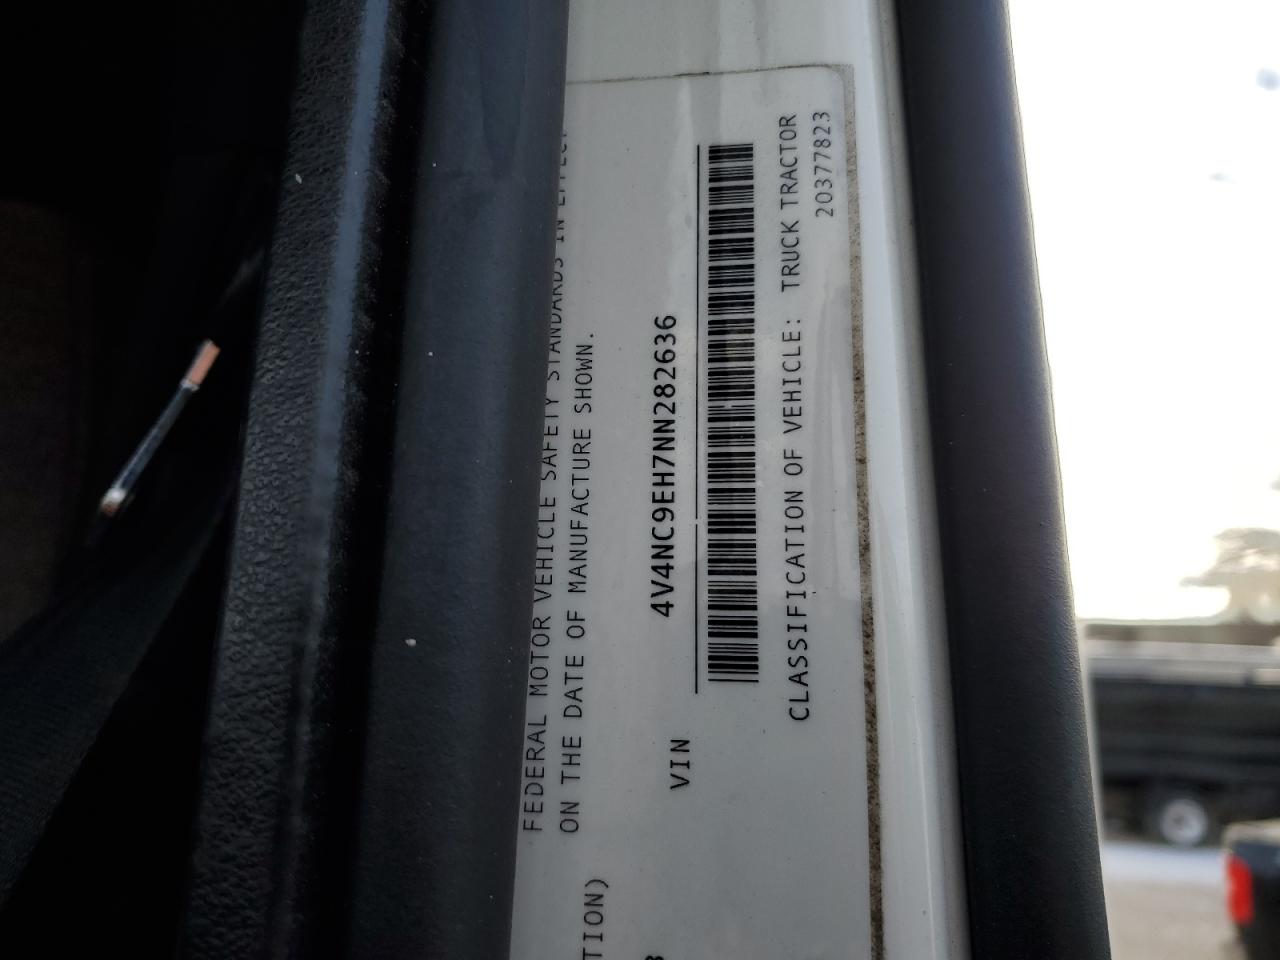 TION)
FEDERAL MOTOR VEHICLE SAFETY STANDARDS IN EFFECT
ON THE DATE OF MANUFACTURE SHOWN.
VIN 4V4NC9EH7NN282636
CLASSIFICATION OF VEHICLE: TRUCK TRACTOR
20377823